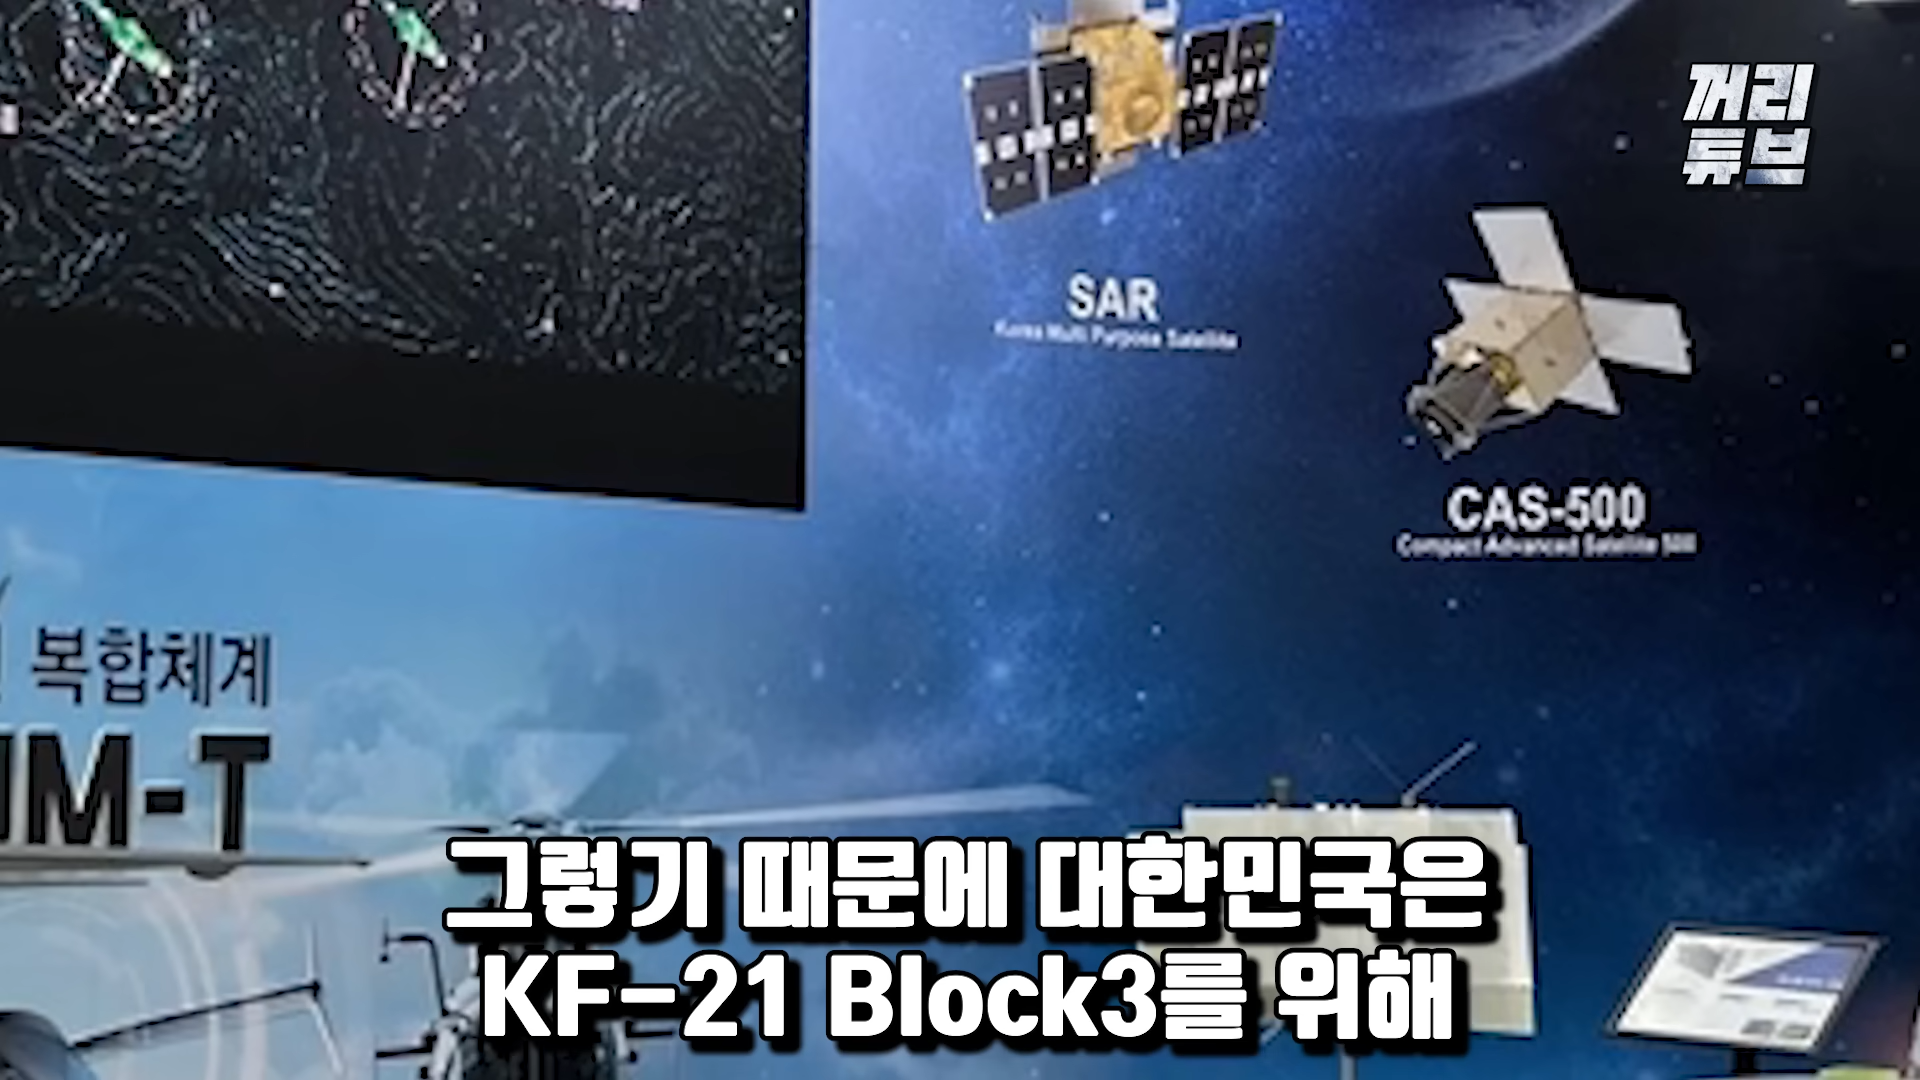 꺼리
튜브
SAR
Korea Multi Purpose Satellite
CAS-500
Compact Advanced Satellite 500
복합체계
UM-T
그렇기 때문에 대한민국은
KF-21 Block3를 위해